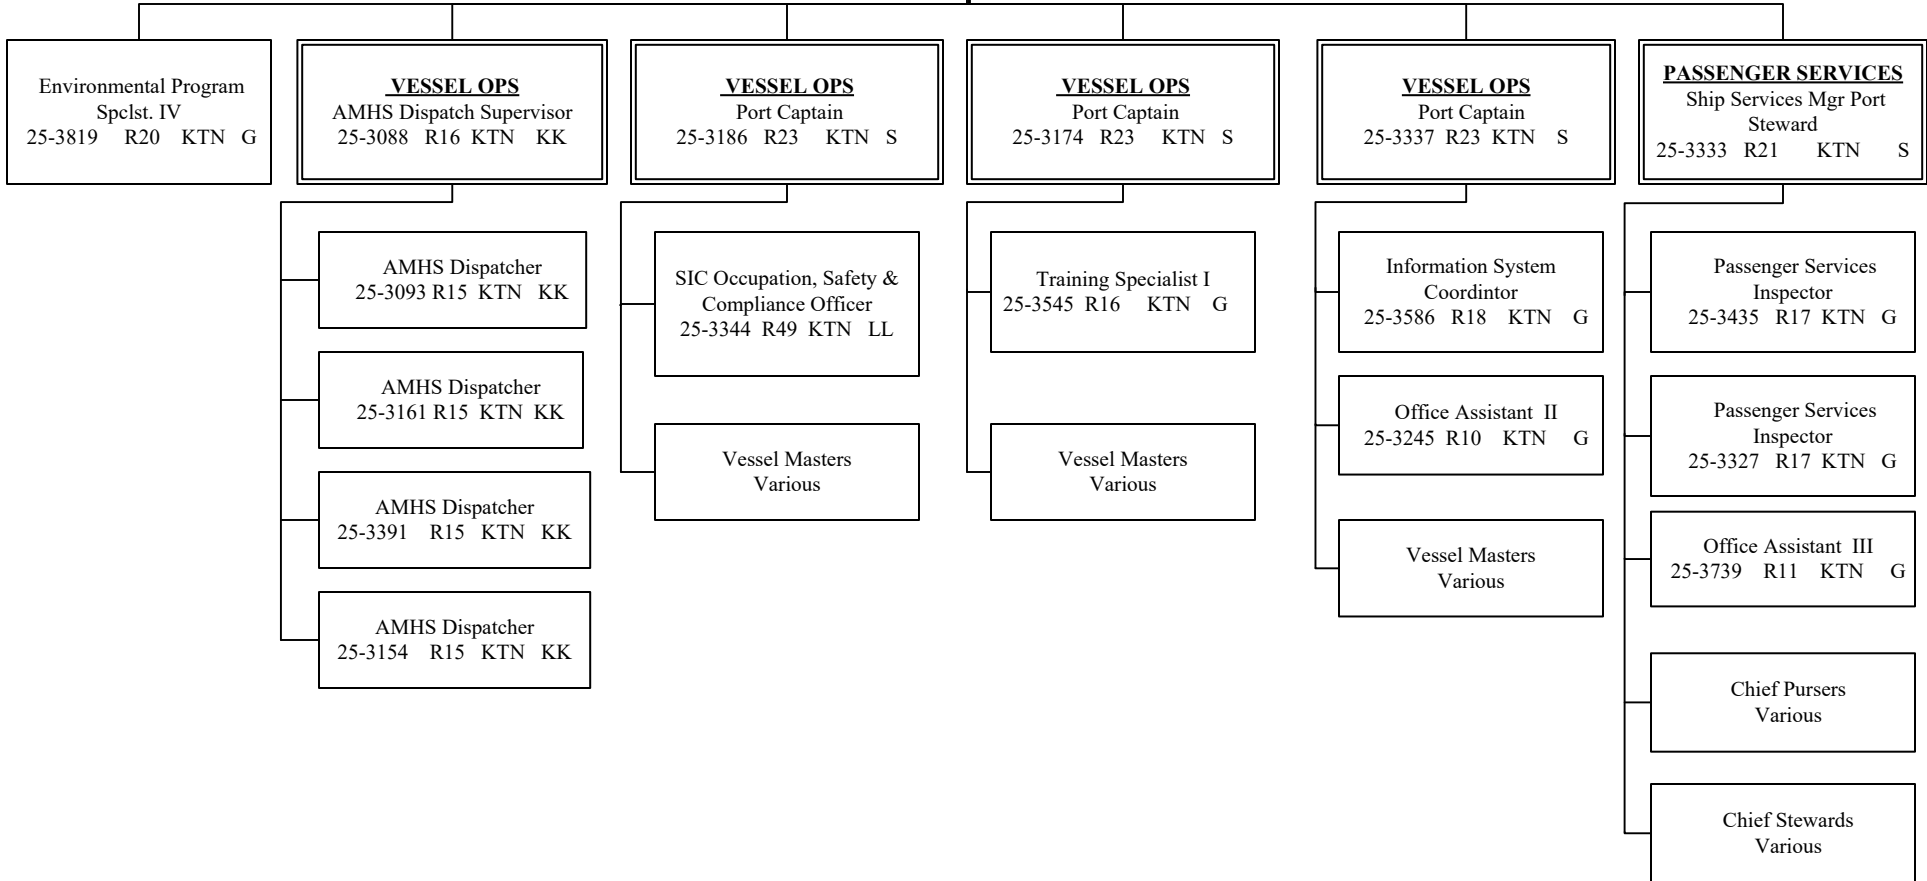 Environmental Program
Spclst. IV
25-3819 R20 KTN G
VESSEL OPS
AMHS Dispatch Supervisor
25-3088 R16 KTN KK
VESSEL OPS
Port Captain
25-3186 R23 KTN S
VESSEL OPS
Port Captain
25-3174 R23 KTN S
VESSEL OPS
Port Captain
25-3337 R23 KTN S
PASSENGER SERVICES
Ship Services Mgr Port
Steward
25-3333 R21 KTN S
AMHS Dispatcher
25-3093 R15 KTN KK
AMHS Dispatcher
25-3161 R15 KTN KK
AMHS Dispatcher
25-3391 R15 KTN KK
AMHS Dispatcher
25-3154 R15 KTN KK
SIC Occupation, Safety &
Compliance Officer
25-3344 R49 KTN LL
Vessel Masters
Various
Training Specialist I
25-3545 R16 KTN G
Vessel Masters
Various
Information System
Coordintor
25-3586 R18 KTN G
Office Assistant II
25-3245 R10 KTN G
Vessel Masters
Various
Passenger Services
Inspector
25-3435 R17 KTN G
Passenger Services
Inspector
25-3327 R17 KTN G
Office Assistant III
25-3739 R11 KTN G
Chief Pursers
Various
Chief Stewards
Various